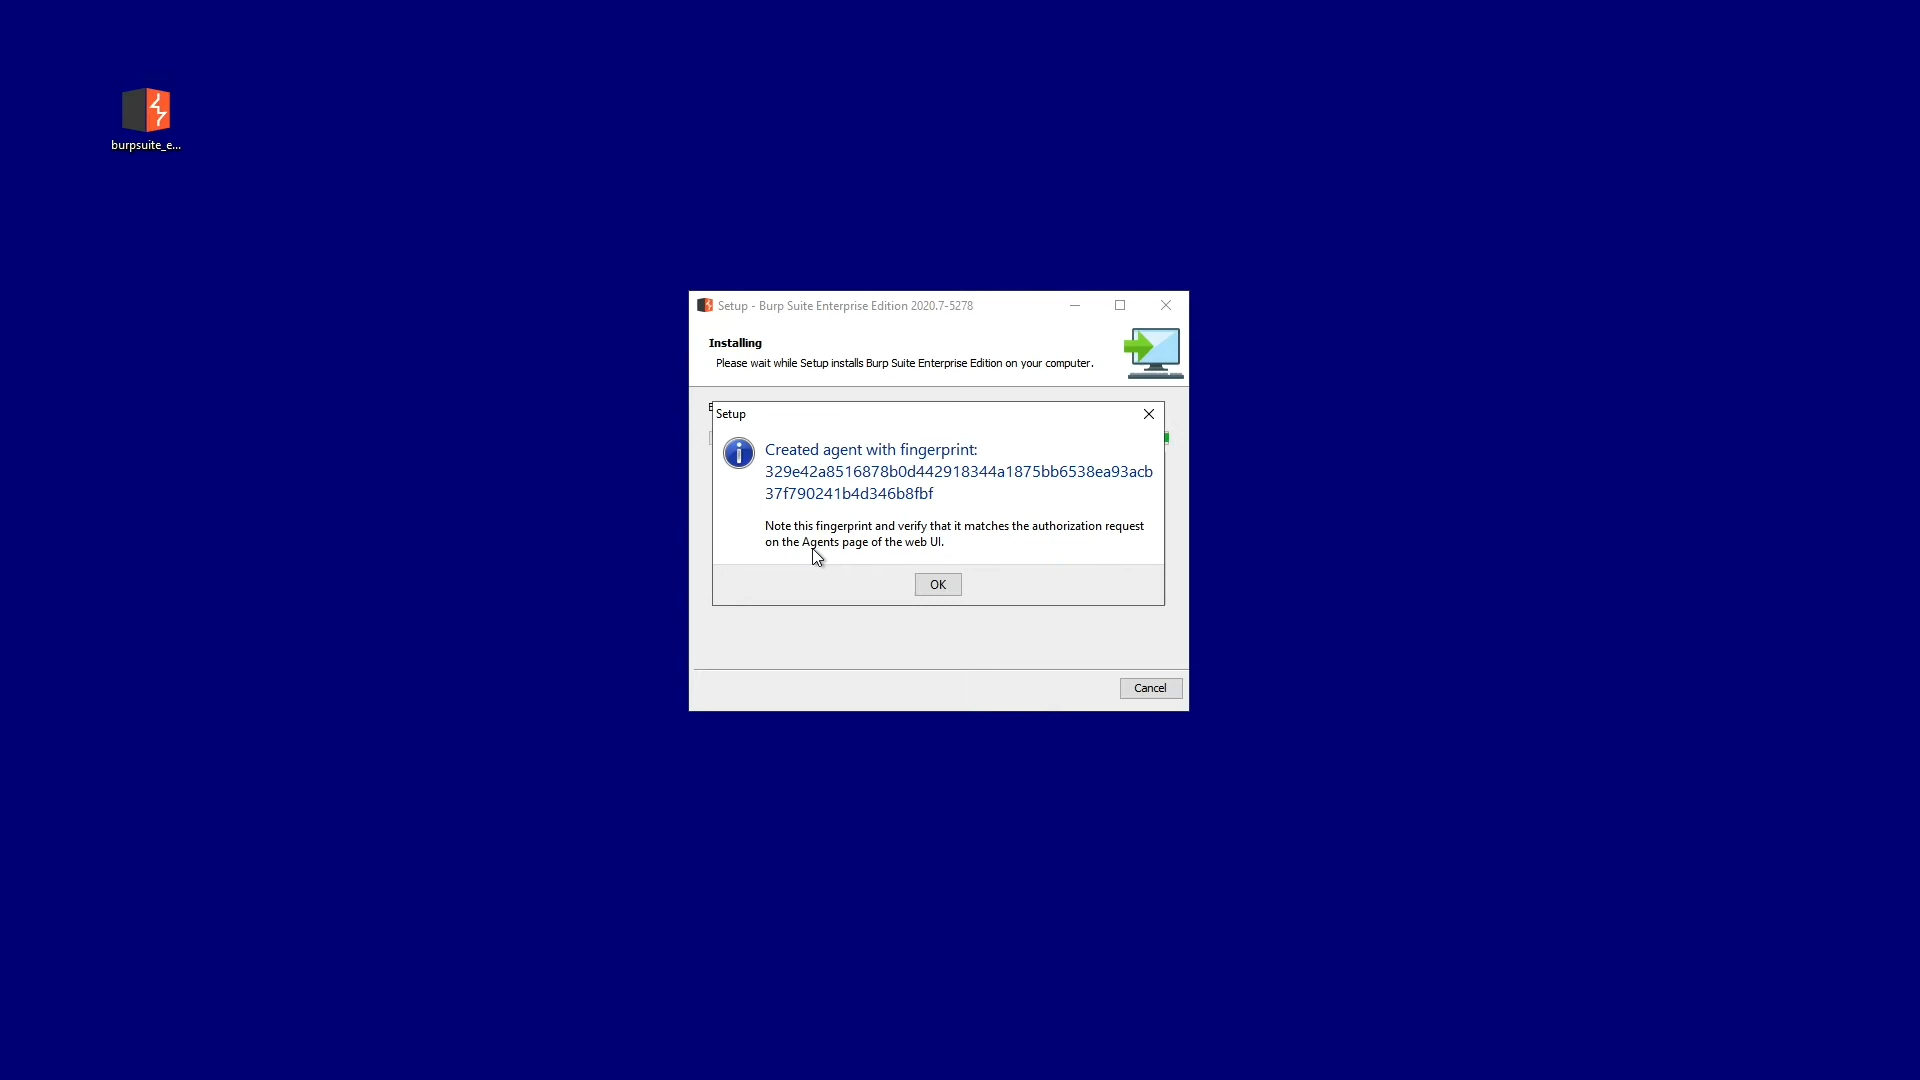 burpsuite_e...
Setup - Burp Suite Enterprise Edition 2020.7-5278
Installing
Please wait while Setup installs Burp Suite Enterprise Edition on your computer.
Setup
Created agent with fingerprint:
329e42a8516878b0d442918344a1875bb6538ea93acb
37f790241b4d346b8fbf
Note this fingerprint and verify that it matches the authorization request
on the Agents page of the web UI.
OK
Cancel